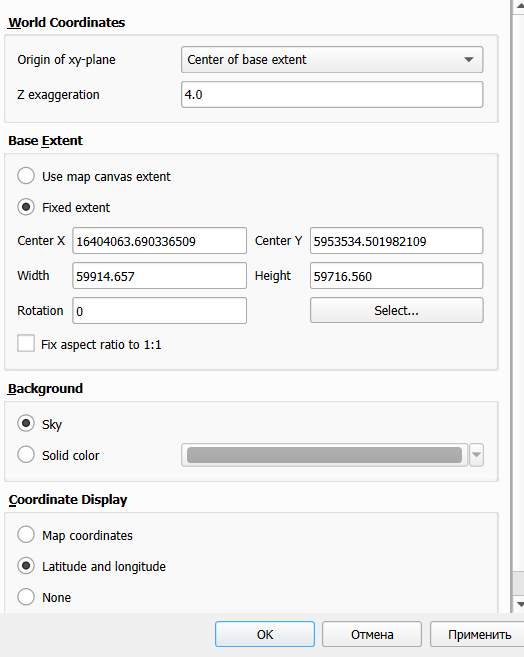 World Coordinates
Origin of xy-plane Center of base extent
Z exaggeration 4.0
Base Extent
Use map canvas extent
Fixed extent
Center X 16404063.690336509 Center Y 5953534.501982109
Width 59914.657 Height 59716.560
Rotation 0 Select...
Fix aspect ratio to 1:1
Background
Sky
Solid color
Coordinate Display
Map coordinates
Latitude and longitude
None
OK Отмена Применить